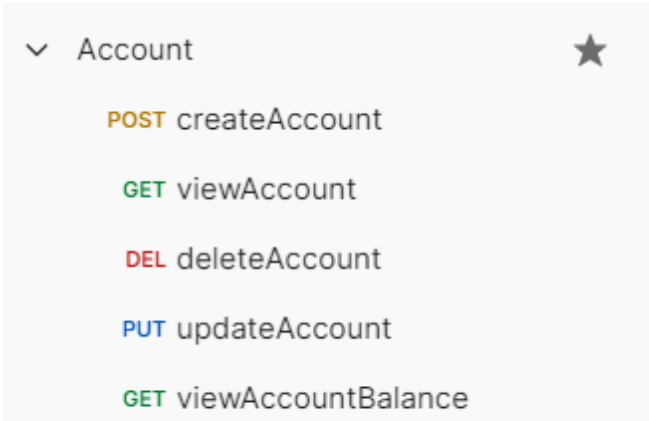 Account
POST createAccount
GET viewAccount
DEL deleteAccount
PUT updateAccount
GET viewAccountBalance